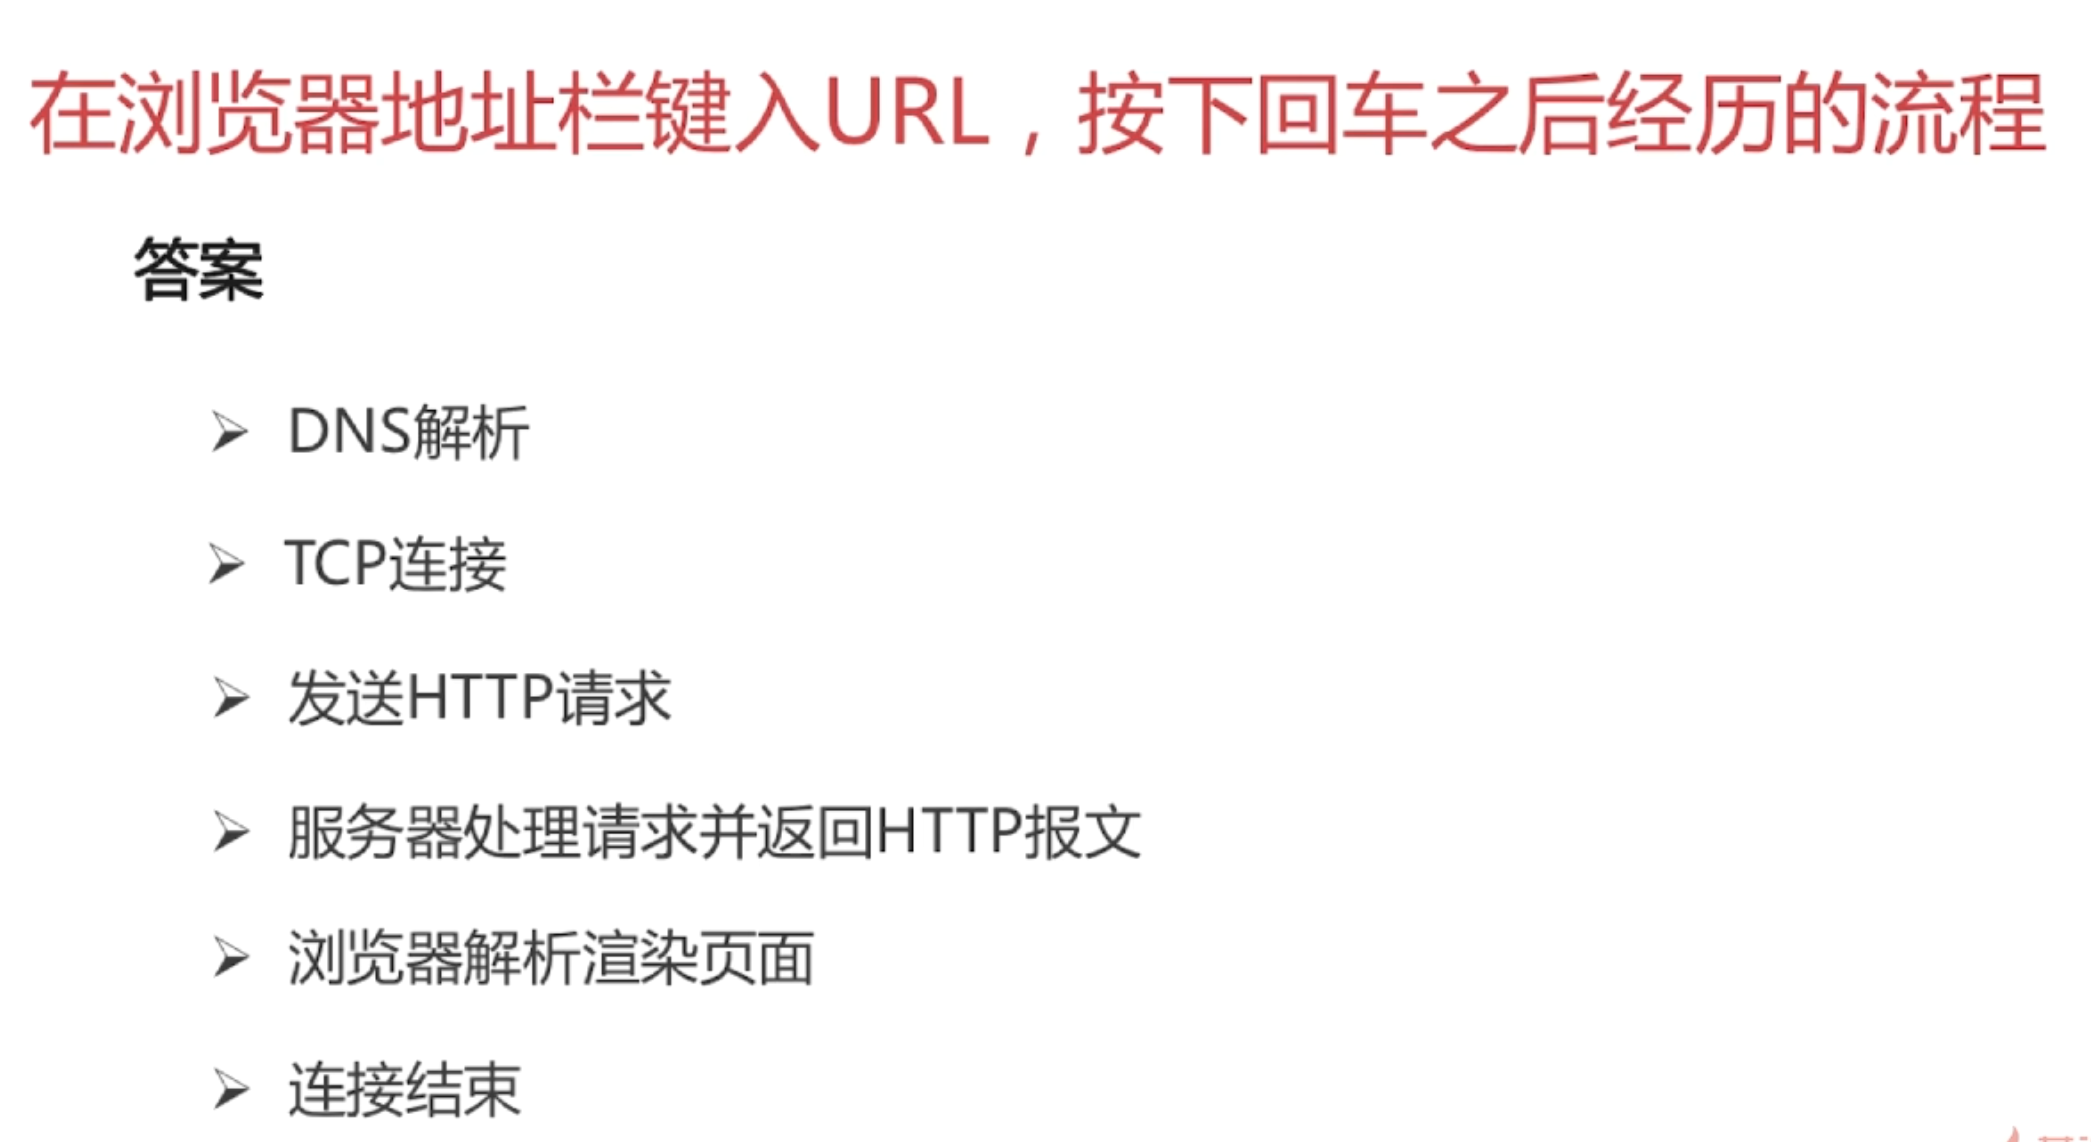 在浏览器地址栏键入URL，按下回车之后经历的流程
答案
DNS解析
TCP连接
发送HTTP请求
服务器处理请求并返回HTTP报文
浏览器解析渲染页面
连接结束